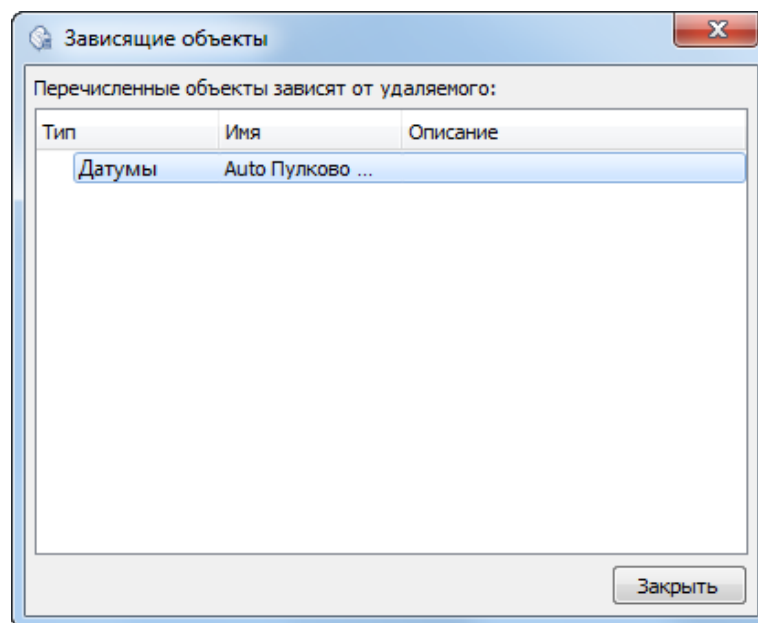 Зависящие объекты
Перечисленные объекты зависят от удаляемого:
Тип Имя Описание
Датумы Auto Пулково ...
Закрыть